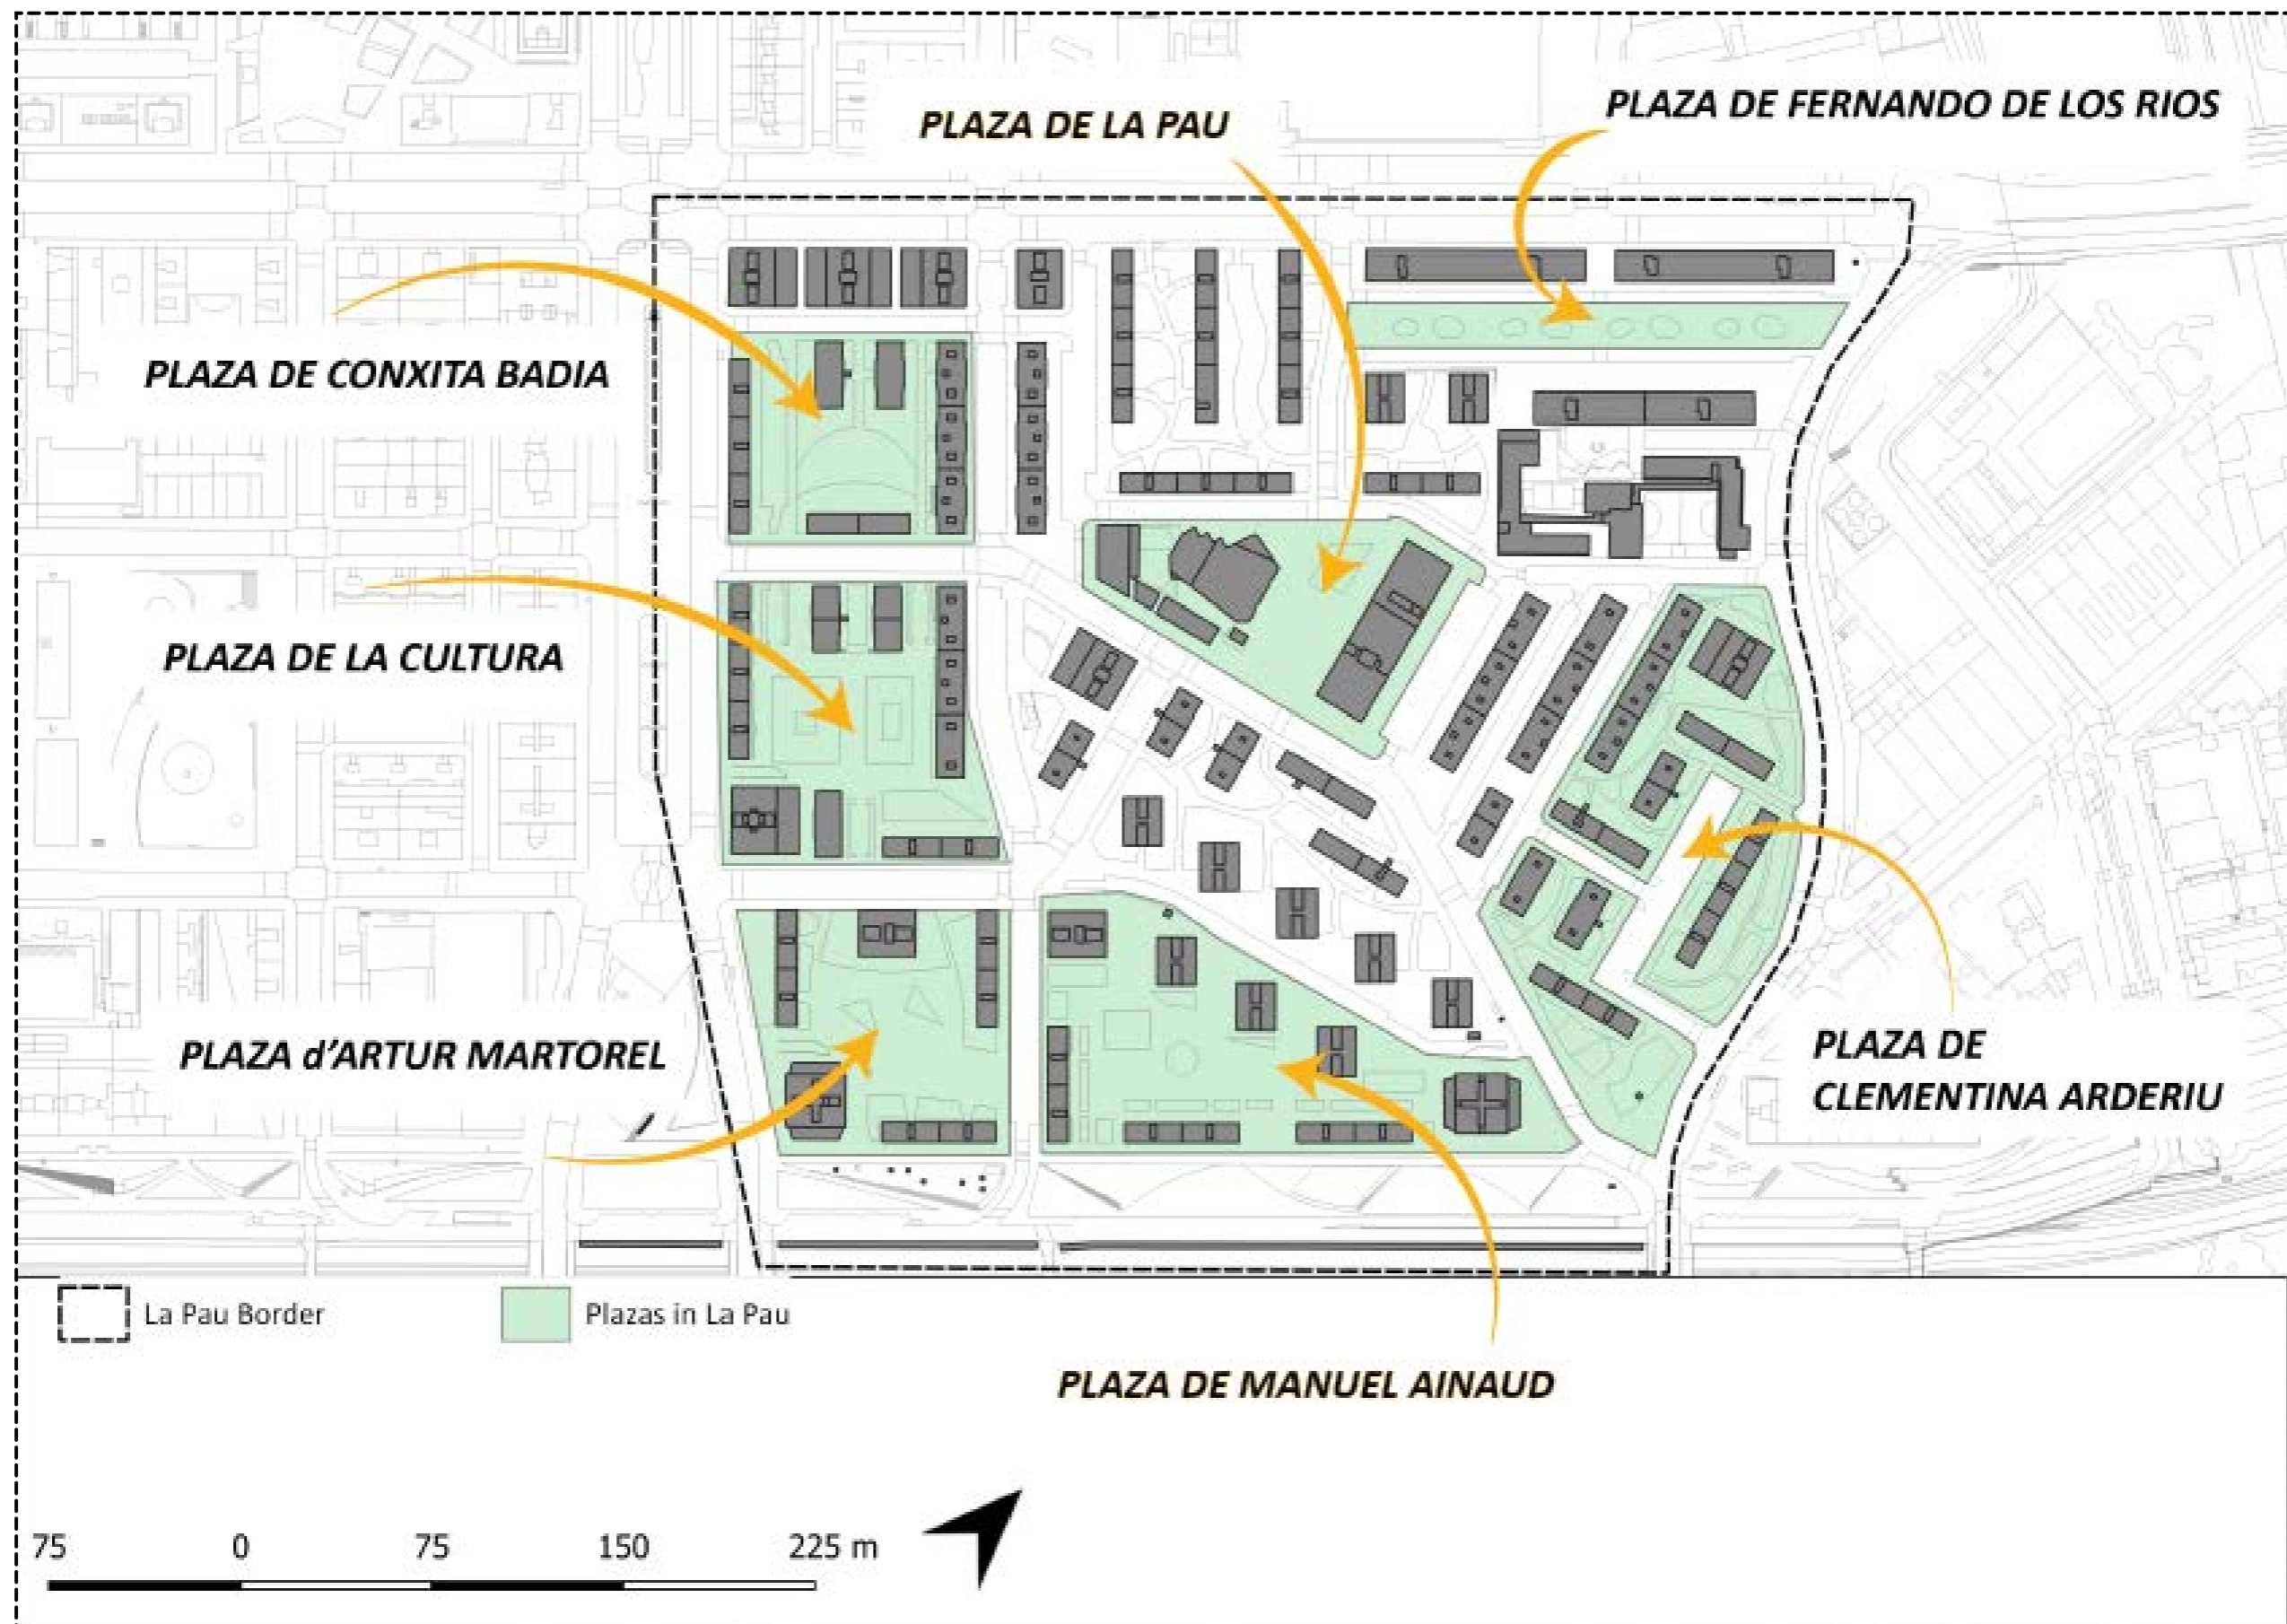 PLAZA DE FERNANDO DE LOS RIOS
PLAZA DE LA PAU
PLAZA DE CONXITA BADIA
PLAZA DE LA CULTURA
PLAZA d'ARTUR MARTOREL
PLAZA DE
CLEMENTINA ARDERIU
La Pau Border
Plazas in La Pau
PLAZA DE MANUEL AINAUD
75 0 75 150 225 m